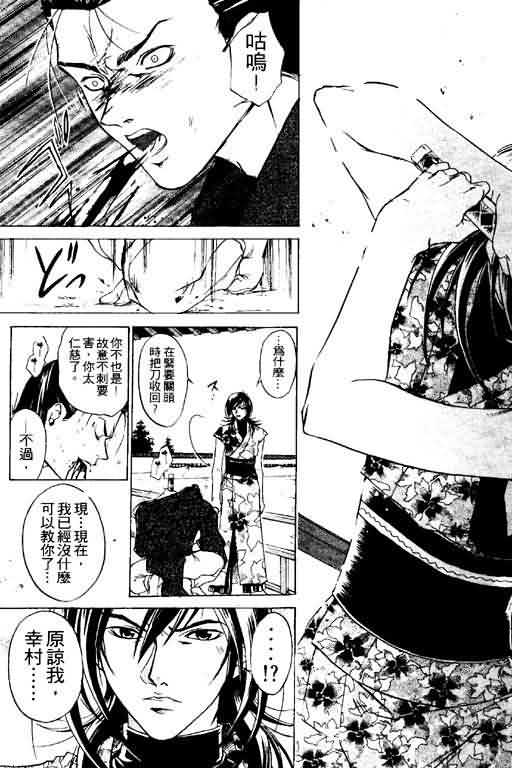 咕嗚！
ど
…為什麼…
在緊要關頭
時把刀收回？
你不也是！
故意不刺要
害，你太
仁慈了。
不過，
現…現在，
我已經沒什麼
可以教你了…
…‥!?
原諒我，
幸村……